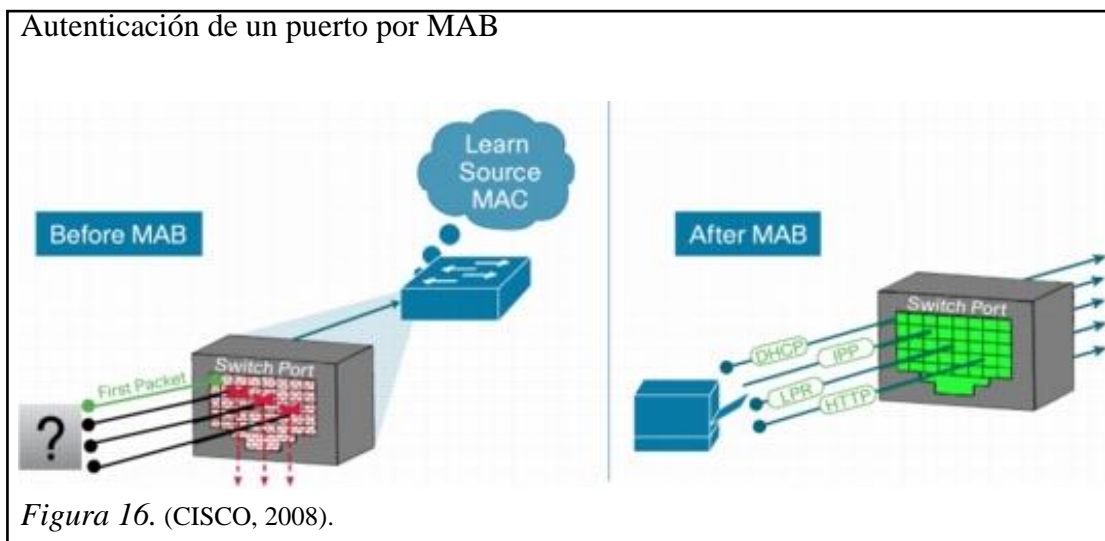 Autenticación de un puerto por MAB
Learn
Source
MAC
Before MAB
Switch Port
First Packet
?
After MAB
Switch Port
DHCP
IPP
LPR
HTTP
Figura 16. (CISCO, 2008).